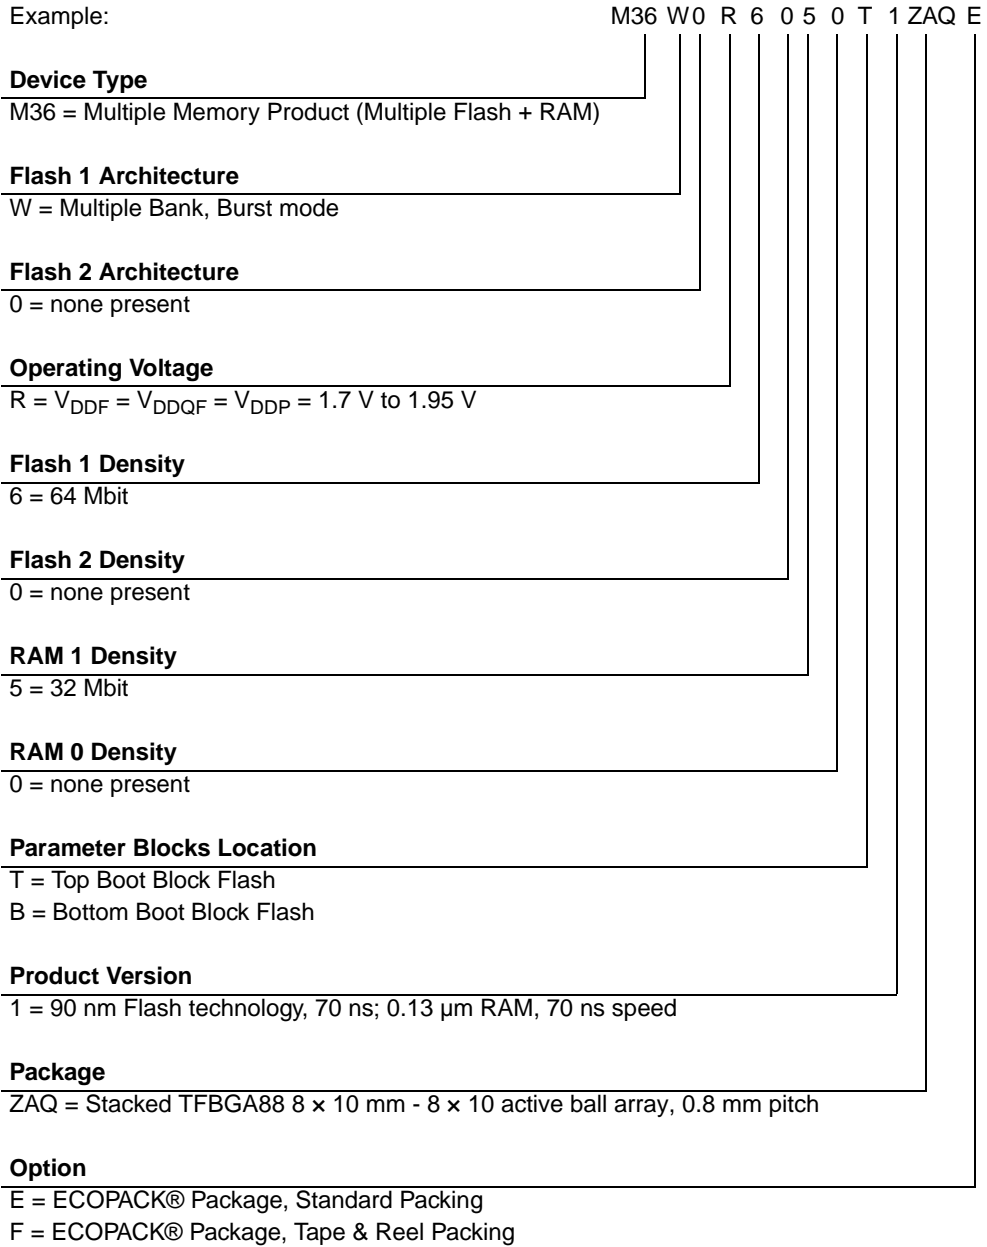 Example: M36 W0 R 6 0 5 0 T 1 ZAQ E
Device Type
M36 = Multiple Memory Product (Multiple Flash + RAM)
Flash 1 Architecture
W = Multiple Bank, Burst mode
Flash 2 Architecture
0 = none present
Operating Voltage
R = VDDF = VDDQF = VDDP = 1.7 V to 1.95 V
Flash 1 Density
6 = 64 Mbit
Flash 2 Density
0 = none present
RAM 1 Density
5 = 32 Mbit
RAM 0 Density
0 = none present
Parameter Blocks Location
T = Top Boot Block Flash
B = Bottom Boot Block Flash
Product Version
1 = 90 nm Flash technology, 70 ns; 0.13 µm RAM, 70 ns speed
Package
ZAQ = Stacked TFBGA88 8 × 10 mm - 8 × 10 active ball array, 0.8 mm pitch
Option
E = ECOPACK® Package, Standard Packing
F = ECOPACK® Package, Tape & Reel Packing